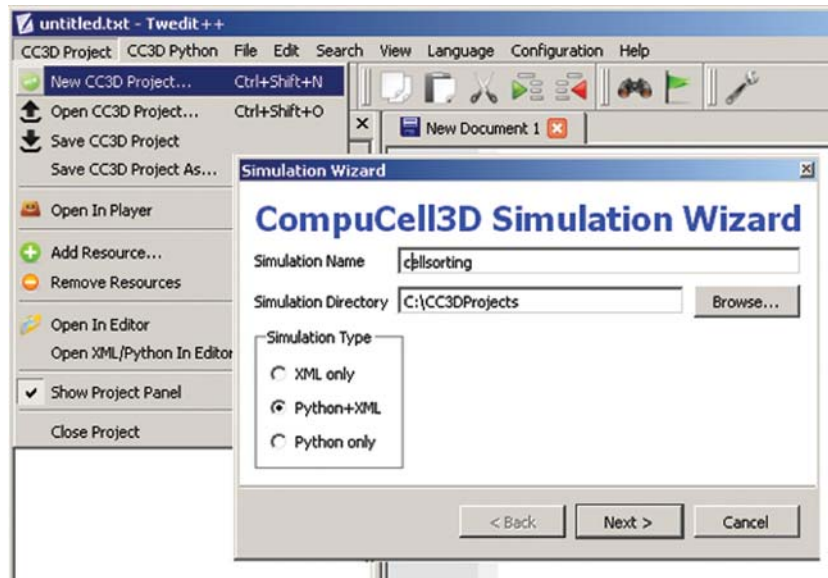 untitled.txt - Twedit++
CC3D Project CC3D Python File Edit Search View Language Configuration Help
New CC3D Project... Ctrl+Shift+N
Open CC3D Project... Ctrl+Shift+O
Save CC3D Project
Save CC3D Project As...
Open In Player
Add Resource...
Remove Resources
Open In Editor
Open XML/Python In Editor
Show Project Panel
Close Project
New Document 1
Simulation Wizard
CompuCell3D Simulation Wizard
Simulation Name cellsorting
Simulation Directory C:\CC3DProjects Browse...
Simulation Type
XML only
Python+XML
Python only
< Back Next > Cancel